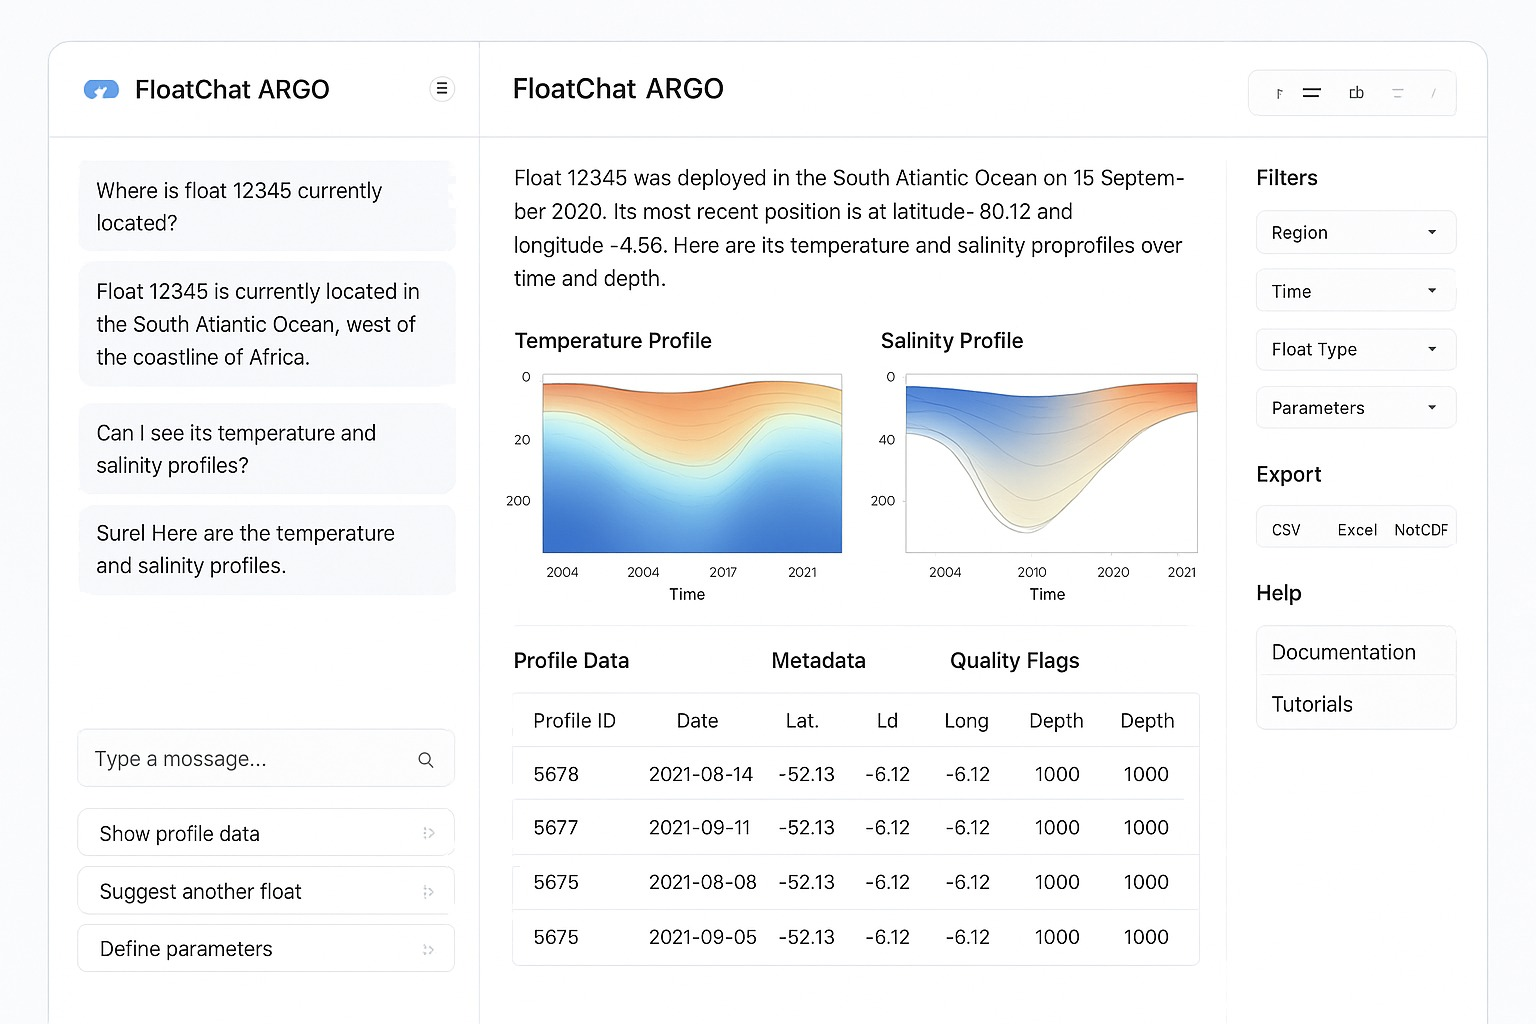 FloatChat ARGO
Where is float 12345 currently
located?
Float 12345 is currently located in
the South Atiantic Ocean, west of
the coastline of Africa.
Can I see its temperature and
salinity profiles?
Surel Here are the temperature
and salinity profiles.
Type a mossage...
Show profile data
Suggest another float
Define parameters
FloatChat ARGO
Float 12345 was deployed in the South Atiantic Ocean on 15 Septem-
ber 2020. Its most recent position is at latitude- 80.12 and
longitude -4.56. Here are its temperature and salinity proprofiles over
time and depth.
Temperature Profile
0
20
200
2004 2004 2017 2021
Time
Salinity Profile
0
40
200
2004 2010 2020 2021
Time
Profile Data Metadata Quality Flags
Profile ID Date Lat. Ld Long Depth Depth
5678 2021-08-14 -52.13 -6.12 -6.12 1000 1000
5677 2021-09-11 -52.13 -6.12 -6.12 1000 1000
5675 2021-08-08 -52.13 -6.12 -6.12 1000 1000
5675 2021-09-05 -52.13 -6.12 -6.12 1000 1000
Filters
Region
Time
Float Type
Parameters
Export
CSV Excel NotCDF
Help
Documentation
Tutorials